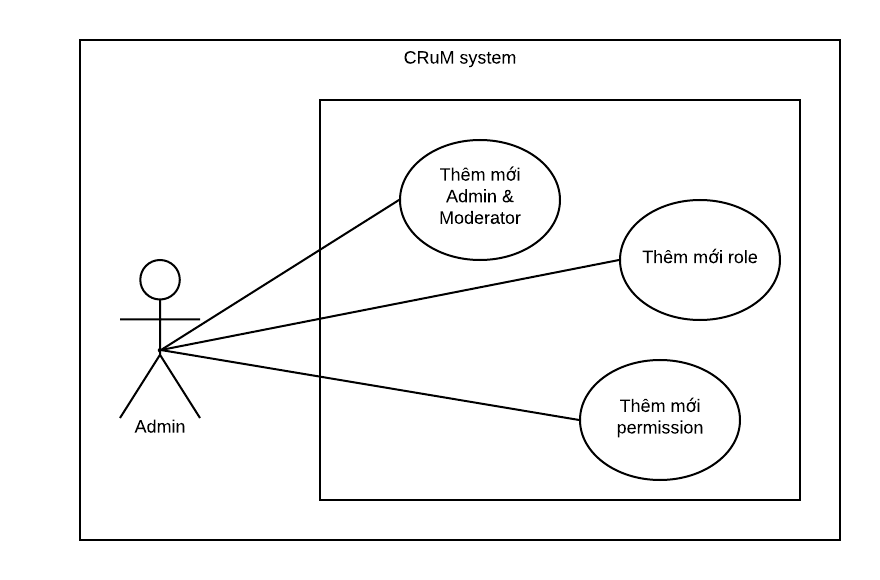 CRuM system
Thêm mới
Admin &
Moderator
Thêm mới role
Thêm mới
permission
Admin